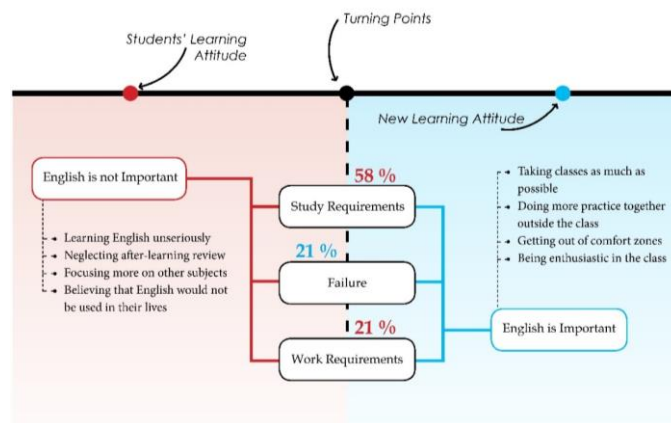 Students' Learning
Attitude
Turning Points
New Learning Attitude
English is not Important
Learning English unseriously
Neglecting after-learning review
Focusing more on other subjects
Believing that English would not
be used in their lives
58 %
Study Requirements
21 %
Failure
21 %
Work Requirements
Taking classes as much as
possible
Doing more practice together
outside the class
Getting out of comfort zones
Being enthusiastic in the class
English is Important